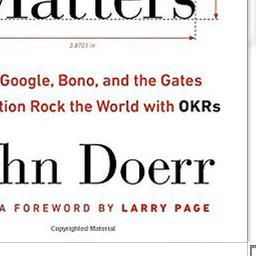 Matters
3.8701 in
Google, Bono, and the Gates
tion Rock the World with OKRs
hn Doerr
A FOREWORD BY LARRY PAGE
Copyrighted Material